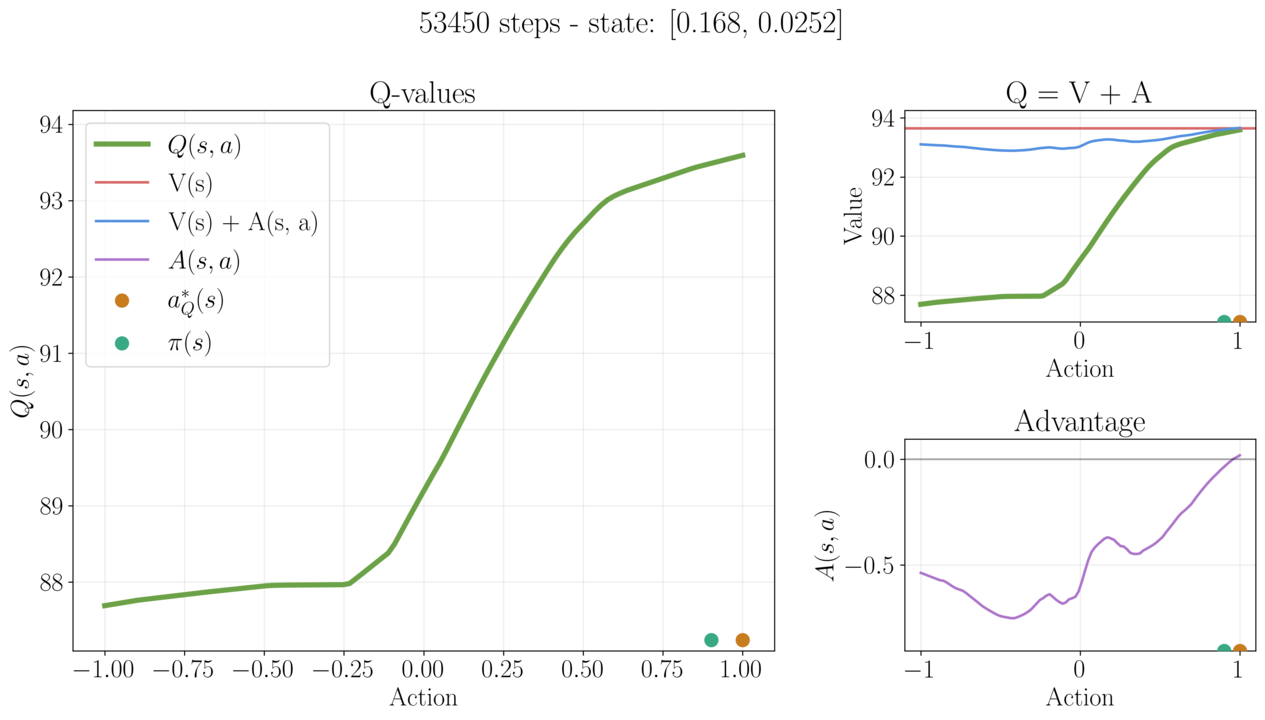 53450 steps - state: [0.168, 0.0252]
Q-values
Q(s, a)
V(s)
V(s) + A(s, a)
A(s, a)
a*_Q(s)
π(s)
94
93
92
91
90
89
88
Q(s, a)
−1.00 −0.75 −0.50 −0.25 0.00 0.25 0.50 0.75 1.00
Action
Q = V + A
94
92
90
88
Value
−1 0 1
Action
Advantage
0.0
−0.5
A(s, a)
−1 0 1
Action